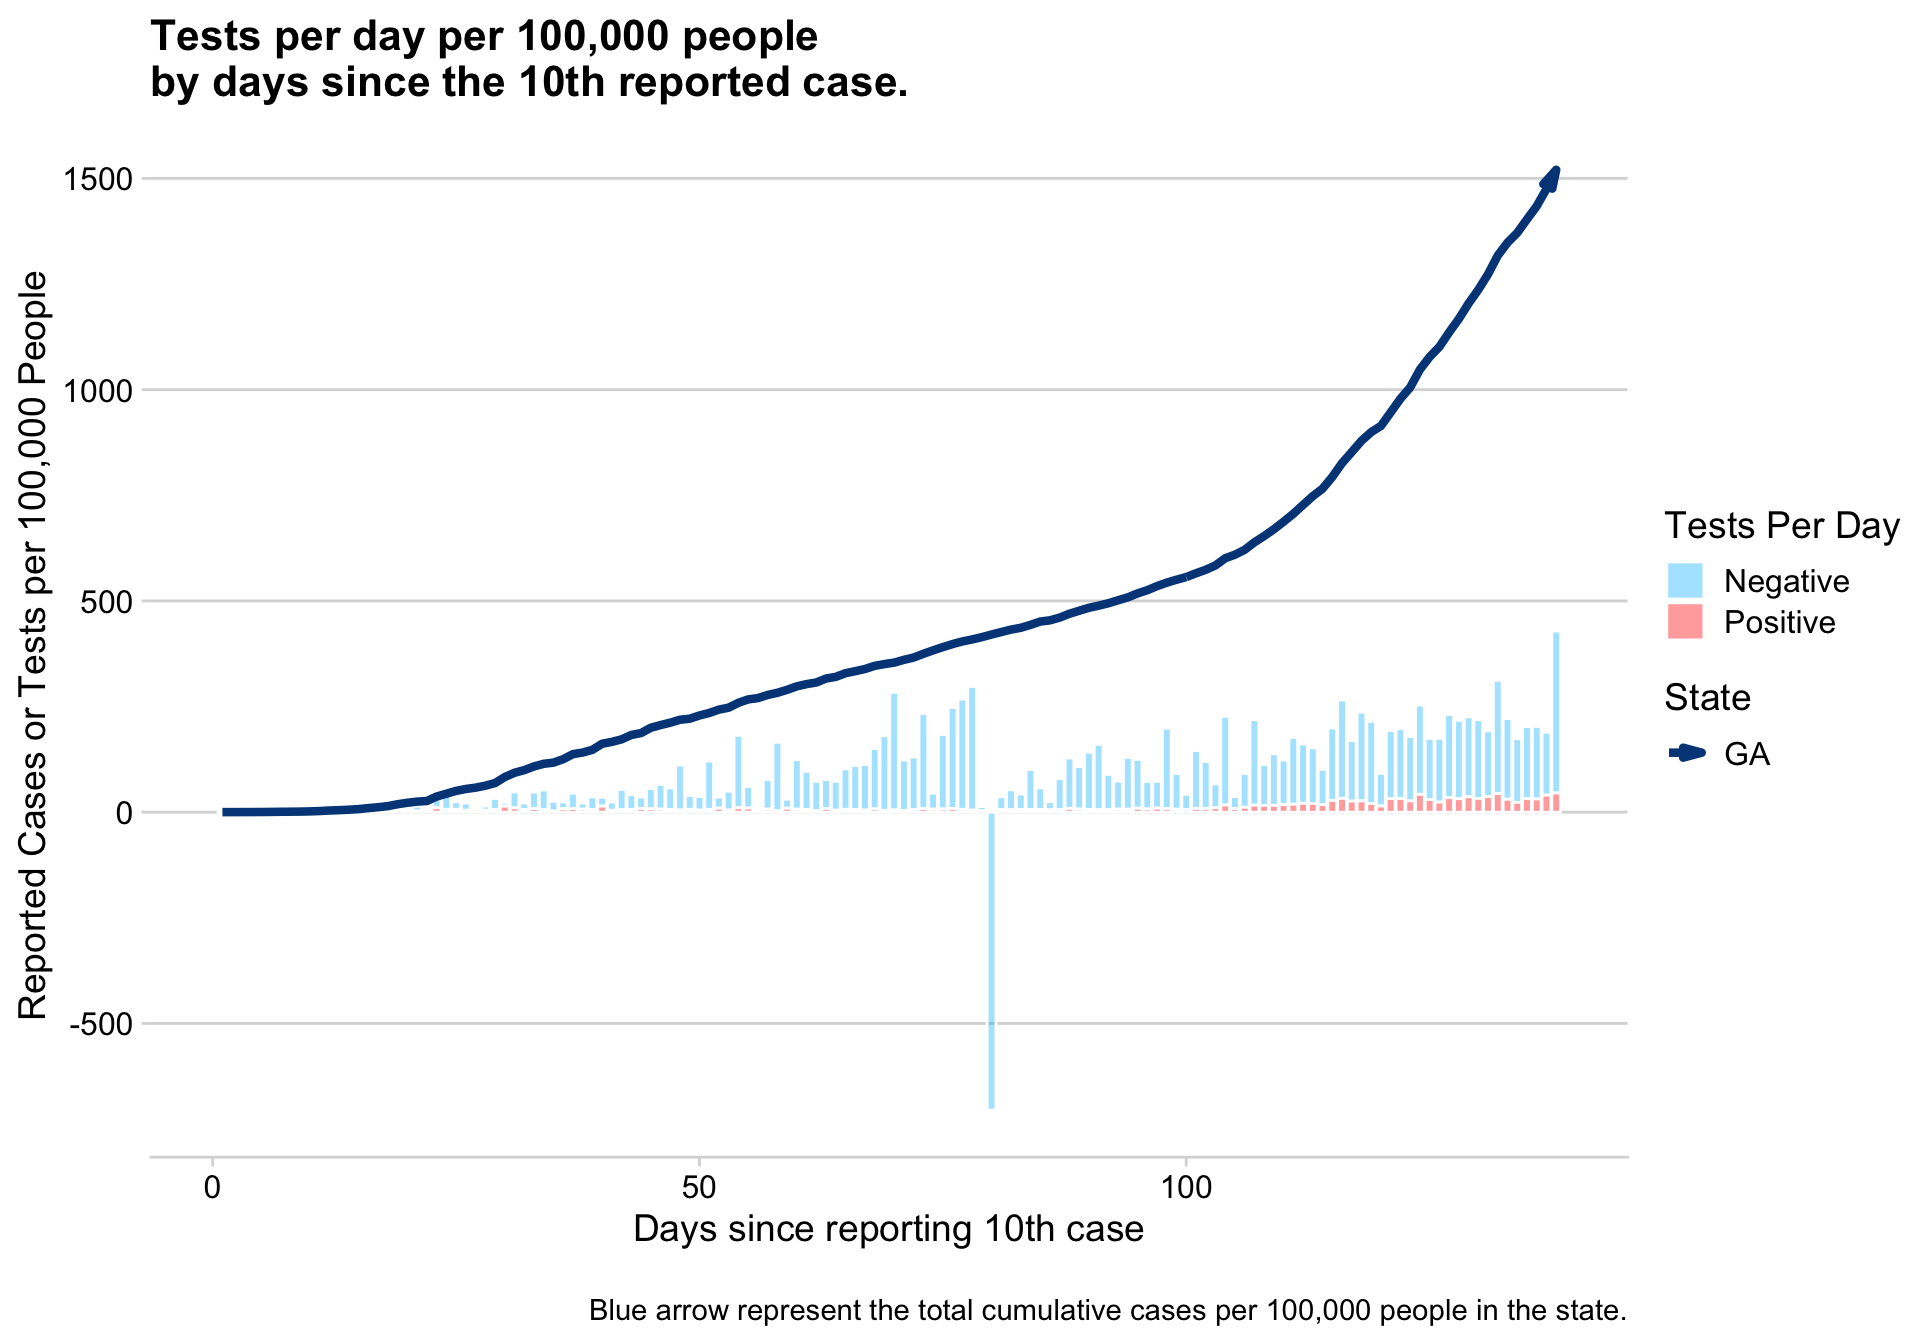 Tests per day per 100,000 people
by days since the 10th reported case.
Reported Cases or Tests per 100,000 People
1500
1000
500
0
-500
0
50
100
Days since reporting 10th case
Tests Per Day
Negative
Positive
State
GA
Blue arrow represent the total cumulative cases per 100,000 people in the state.